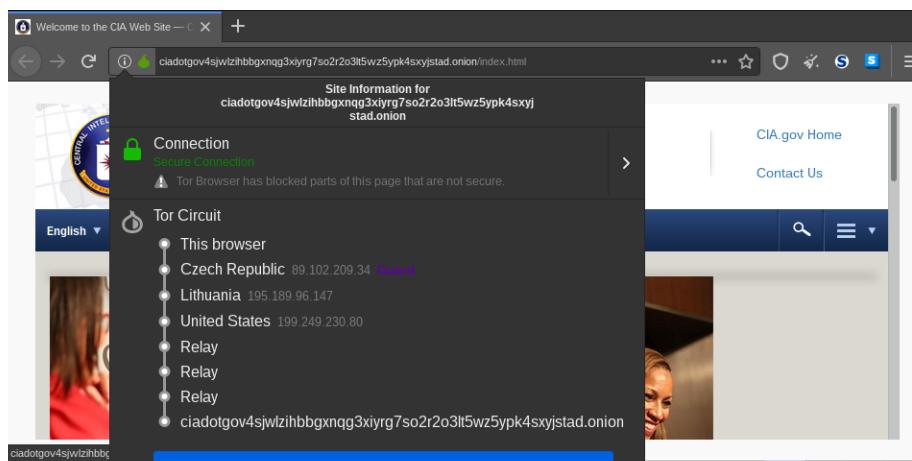 Welcome to the CIA Web Site — C
ciadotgov4sjwlzihbbgxnqg3xiyrg7so2r2o3lt5wz5ypk4sxyjstad.onion/index.html
Site Information for
ciadotgov4sjwlzihbbgxnqg3xiyrg7so2r2o3lt5wz5ypk4sxyj
stad.onion
Connection
Secure Connection
Tor Browser has blocked parts of this page that are not secure.
CENTRAL INTEL
CIA.gov Home
Contact Us
English
Tor Circuit
This browser
Czech Republic 89.102.209.34 Guard
Lithuania 195.189.96.147
United States 199.249.230.80
Relay
Relay
Relay
ciadotgov4sjwlzihbbgxnqg3xiyrg7so2r2o3lt5wz5ypk4sxyjstad.onion
ciadotgov4sjwlzihbbg